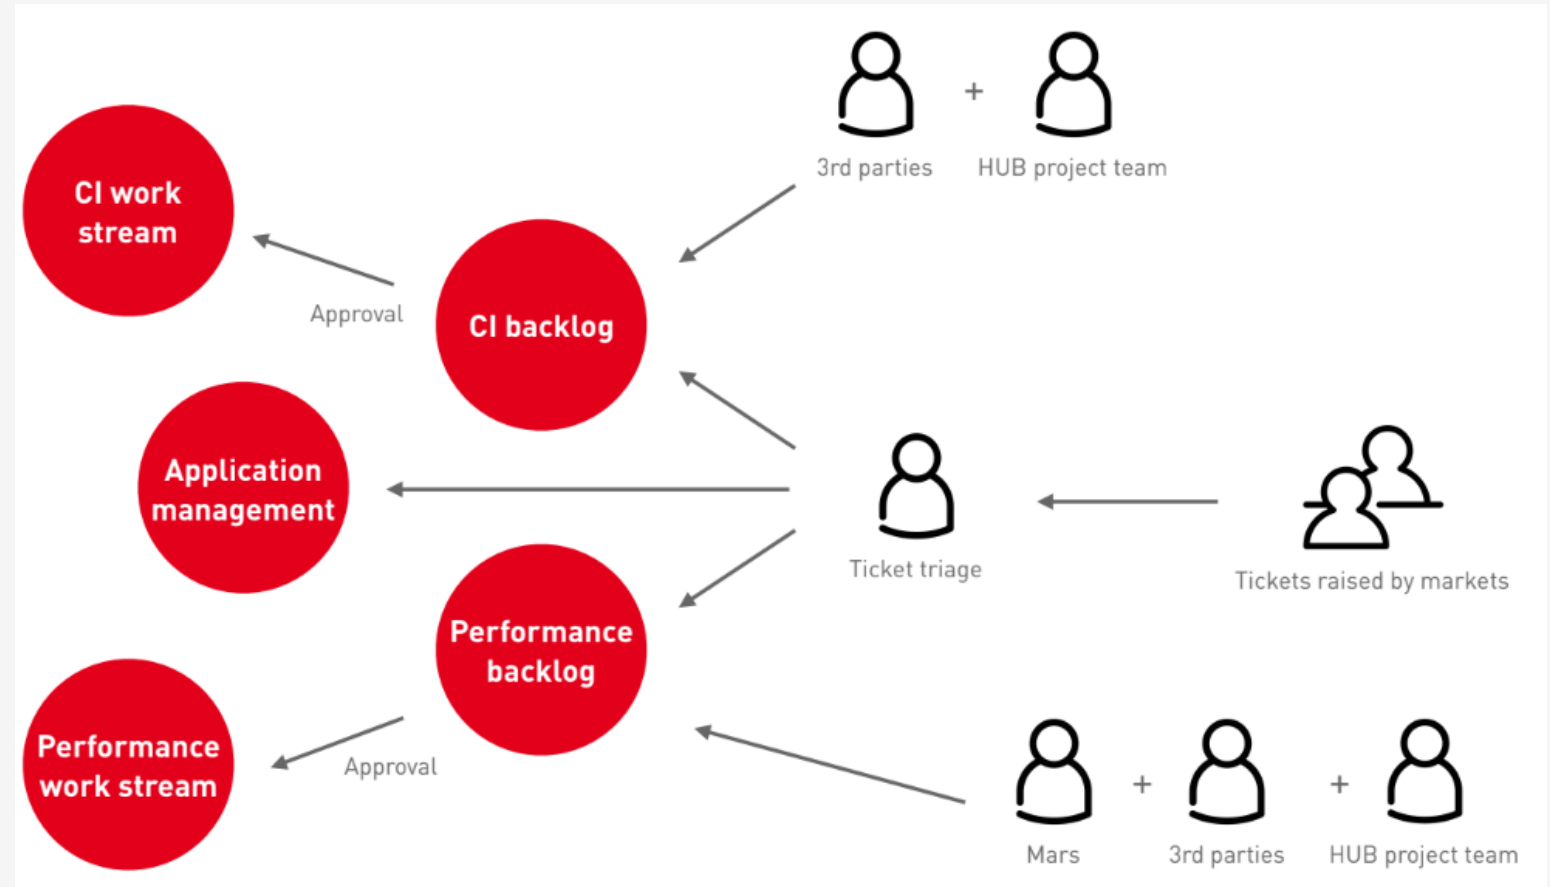 3rd parties
+
HUB project team
CI work
stream
Approval
CI backlog
Application
management
Ticket triage
Tickets raised by markets
Performance
backlog
Performance
work stream
Approval
Mars
+
3rd parties
+
HUB project team